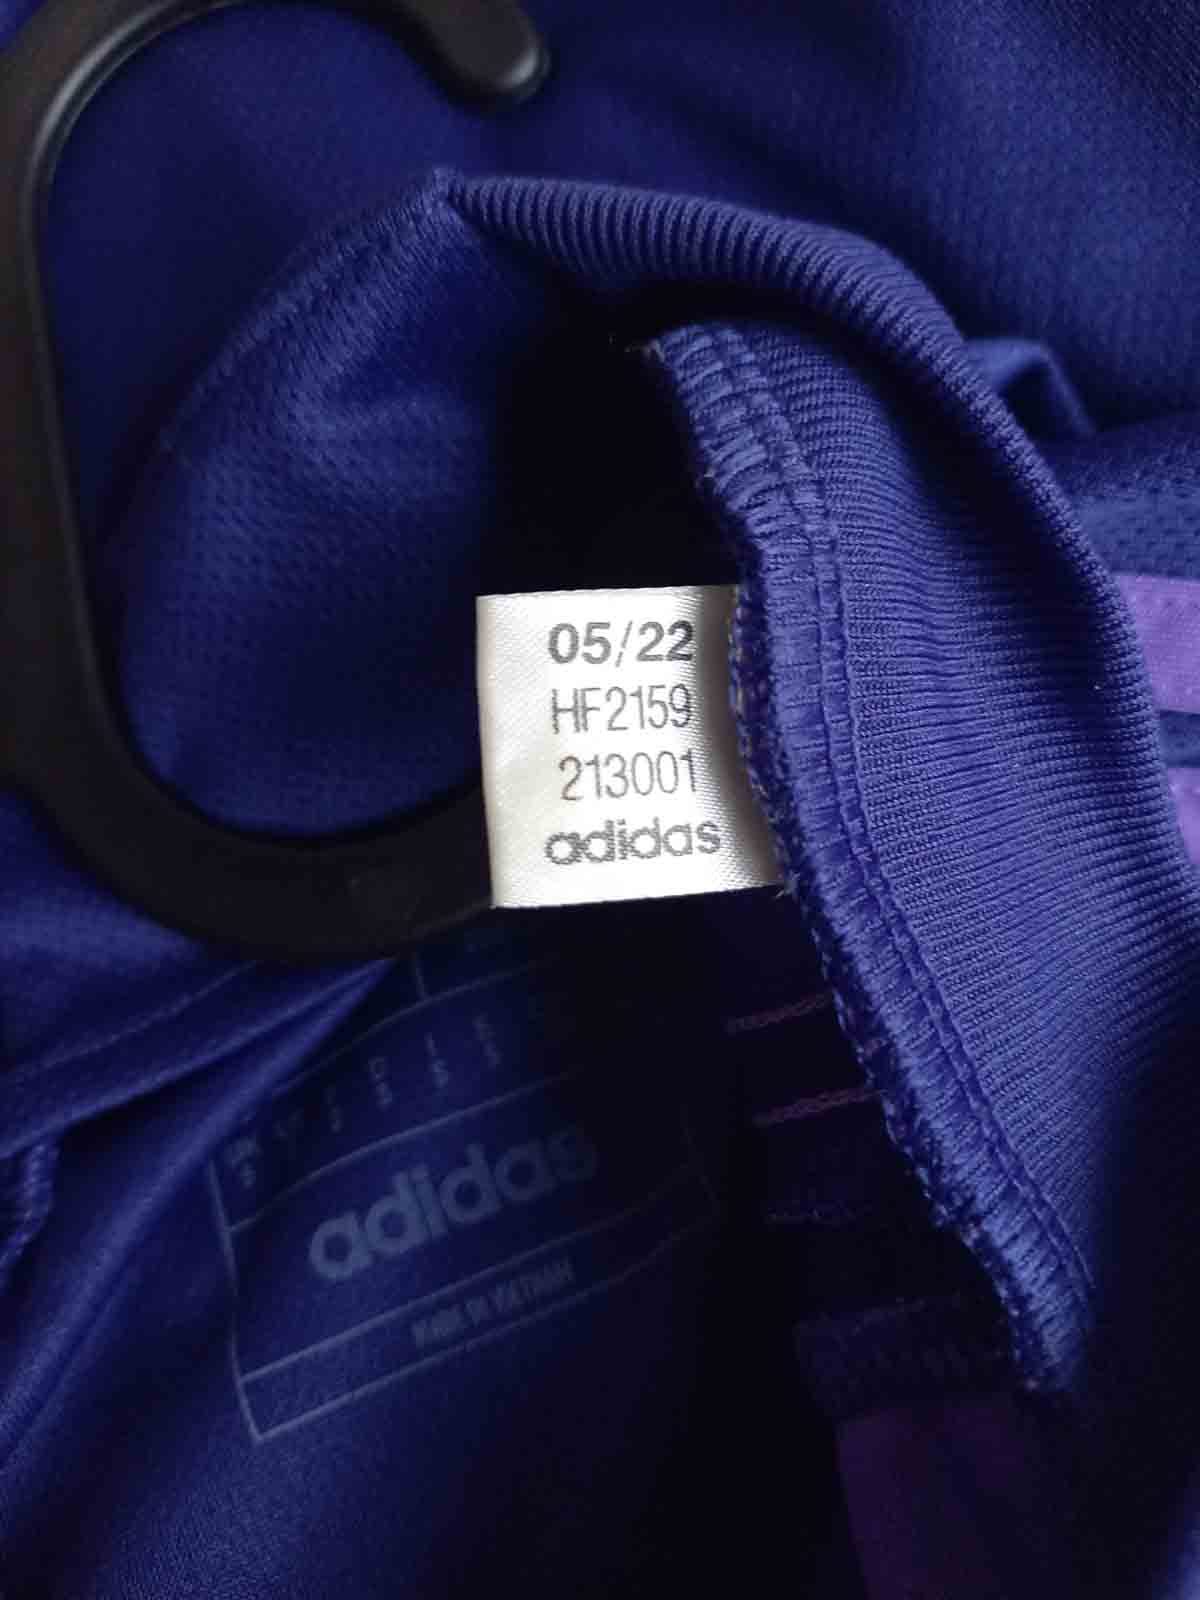 05/22
HF2159
213001
adidas
adidas
MADE IN VIETNAM